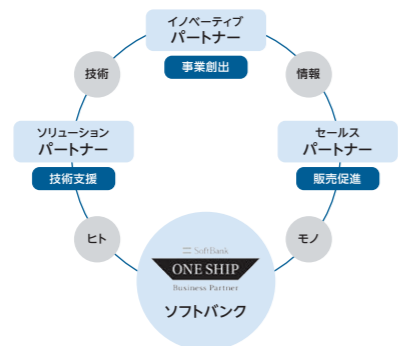 イノベーティブ
パートナー
事業創出
技術
情報
ソリューション
パートナー
技術支援
セールス
パートナー
販売促進
ヒト
モノ
SoftBank
ONE SHIP
Business Partner
ソフトバンク